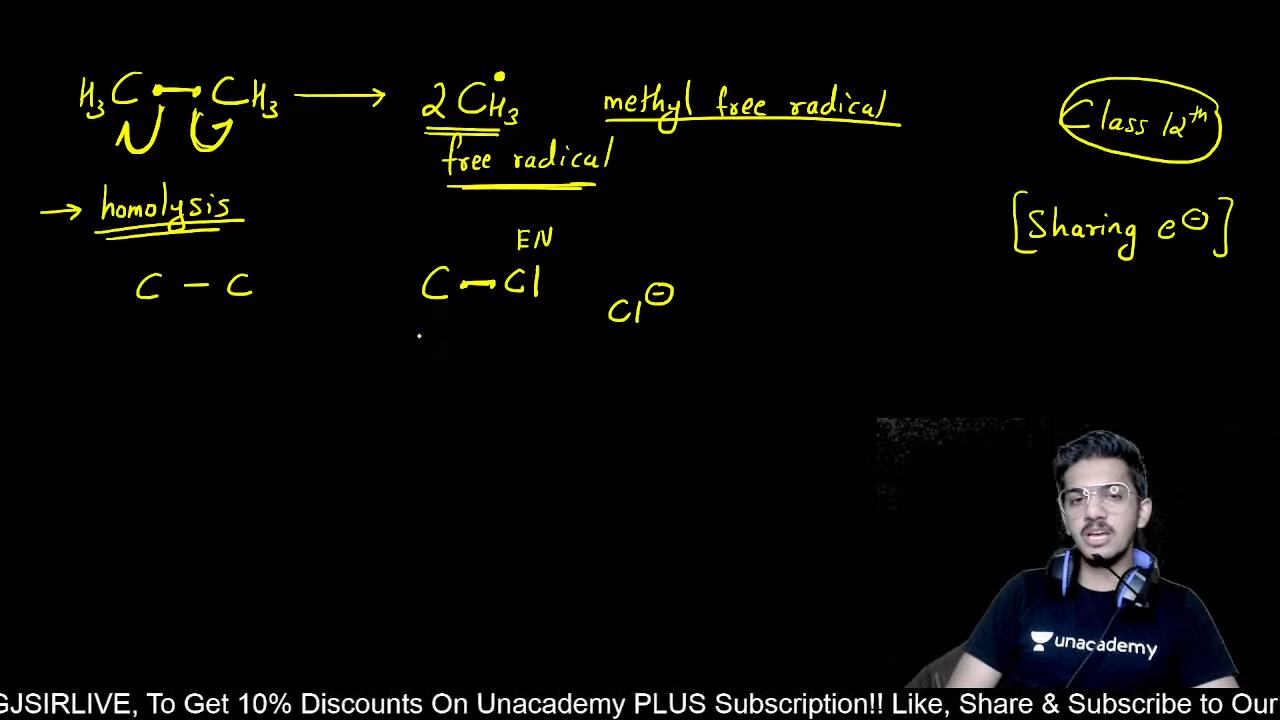 H₃C — CH₃ ⟶ 2ĊH₃ methyl free radical
free radical
Class 12ᵗʰ
→ homolysis
[Sharing e⊖]
EN
C — C
C — Cl
Cl⊖
unacademy
GJSIRLIVE, To Get 10% Discounts On Unacademy PLUS Subscription!! Like, Share & Subscribe to Our